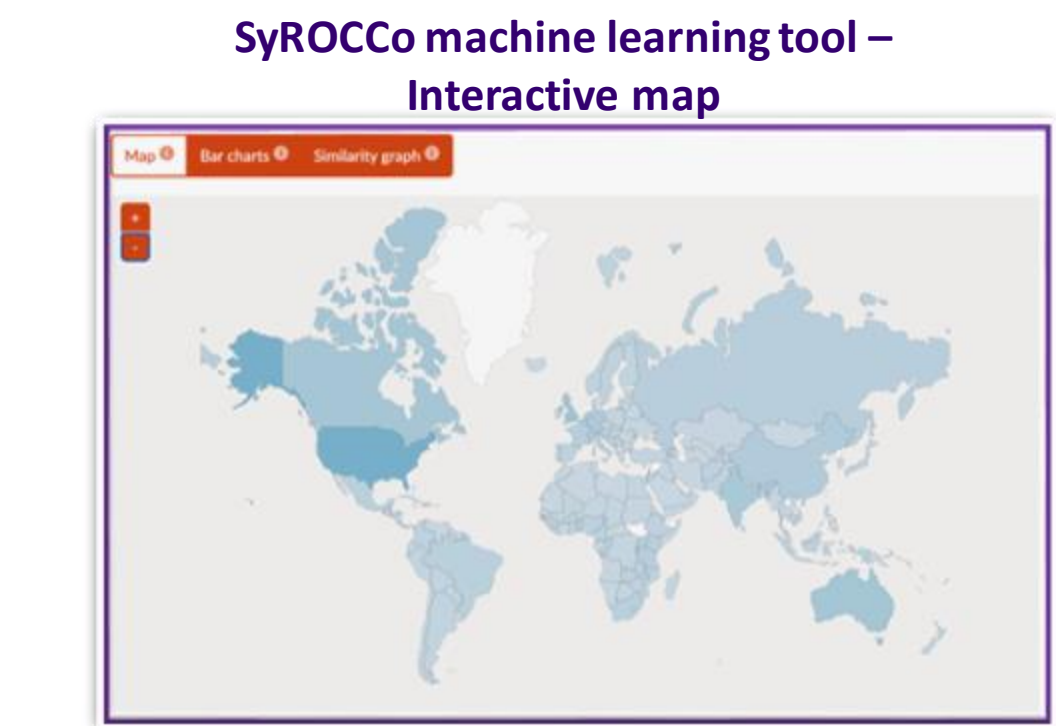 SyROCCo machine learning tool –
Interactive map
Map Bar charts Similarity graph
+
-